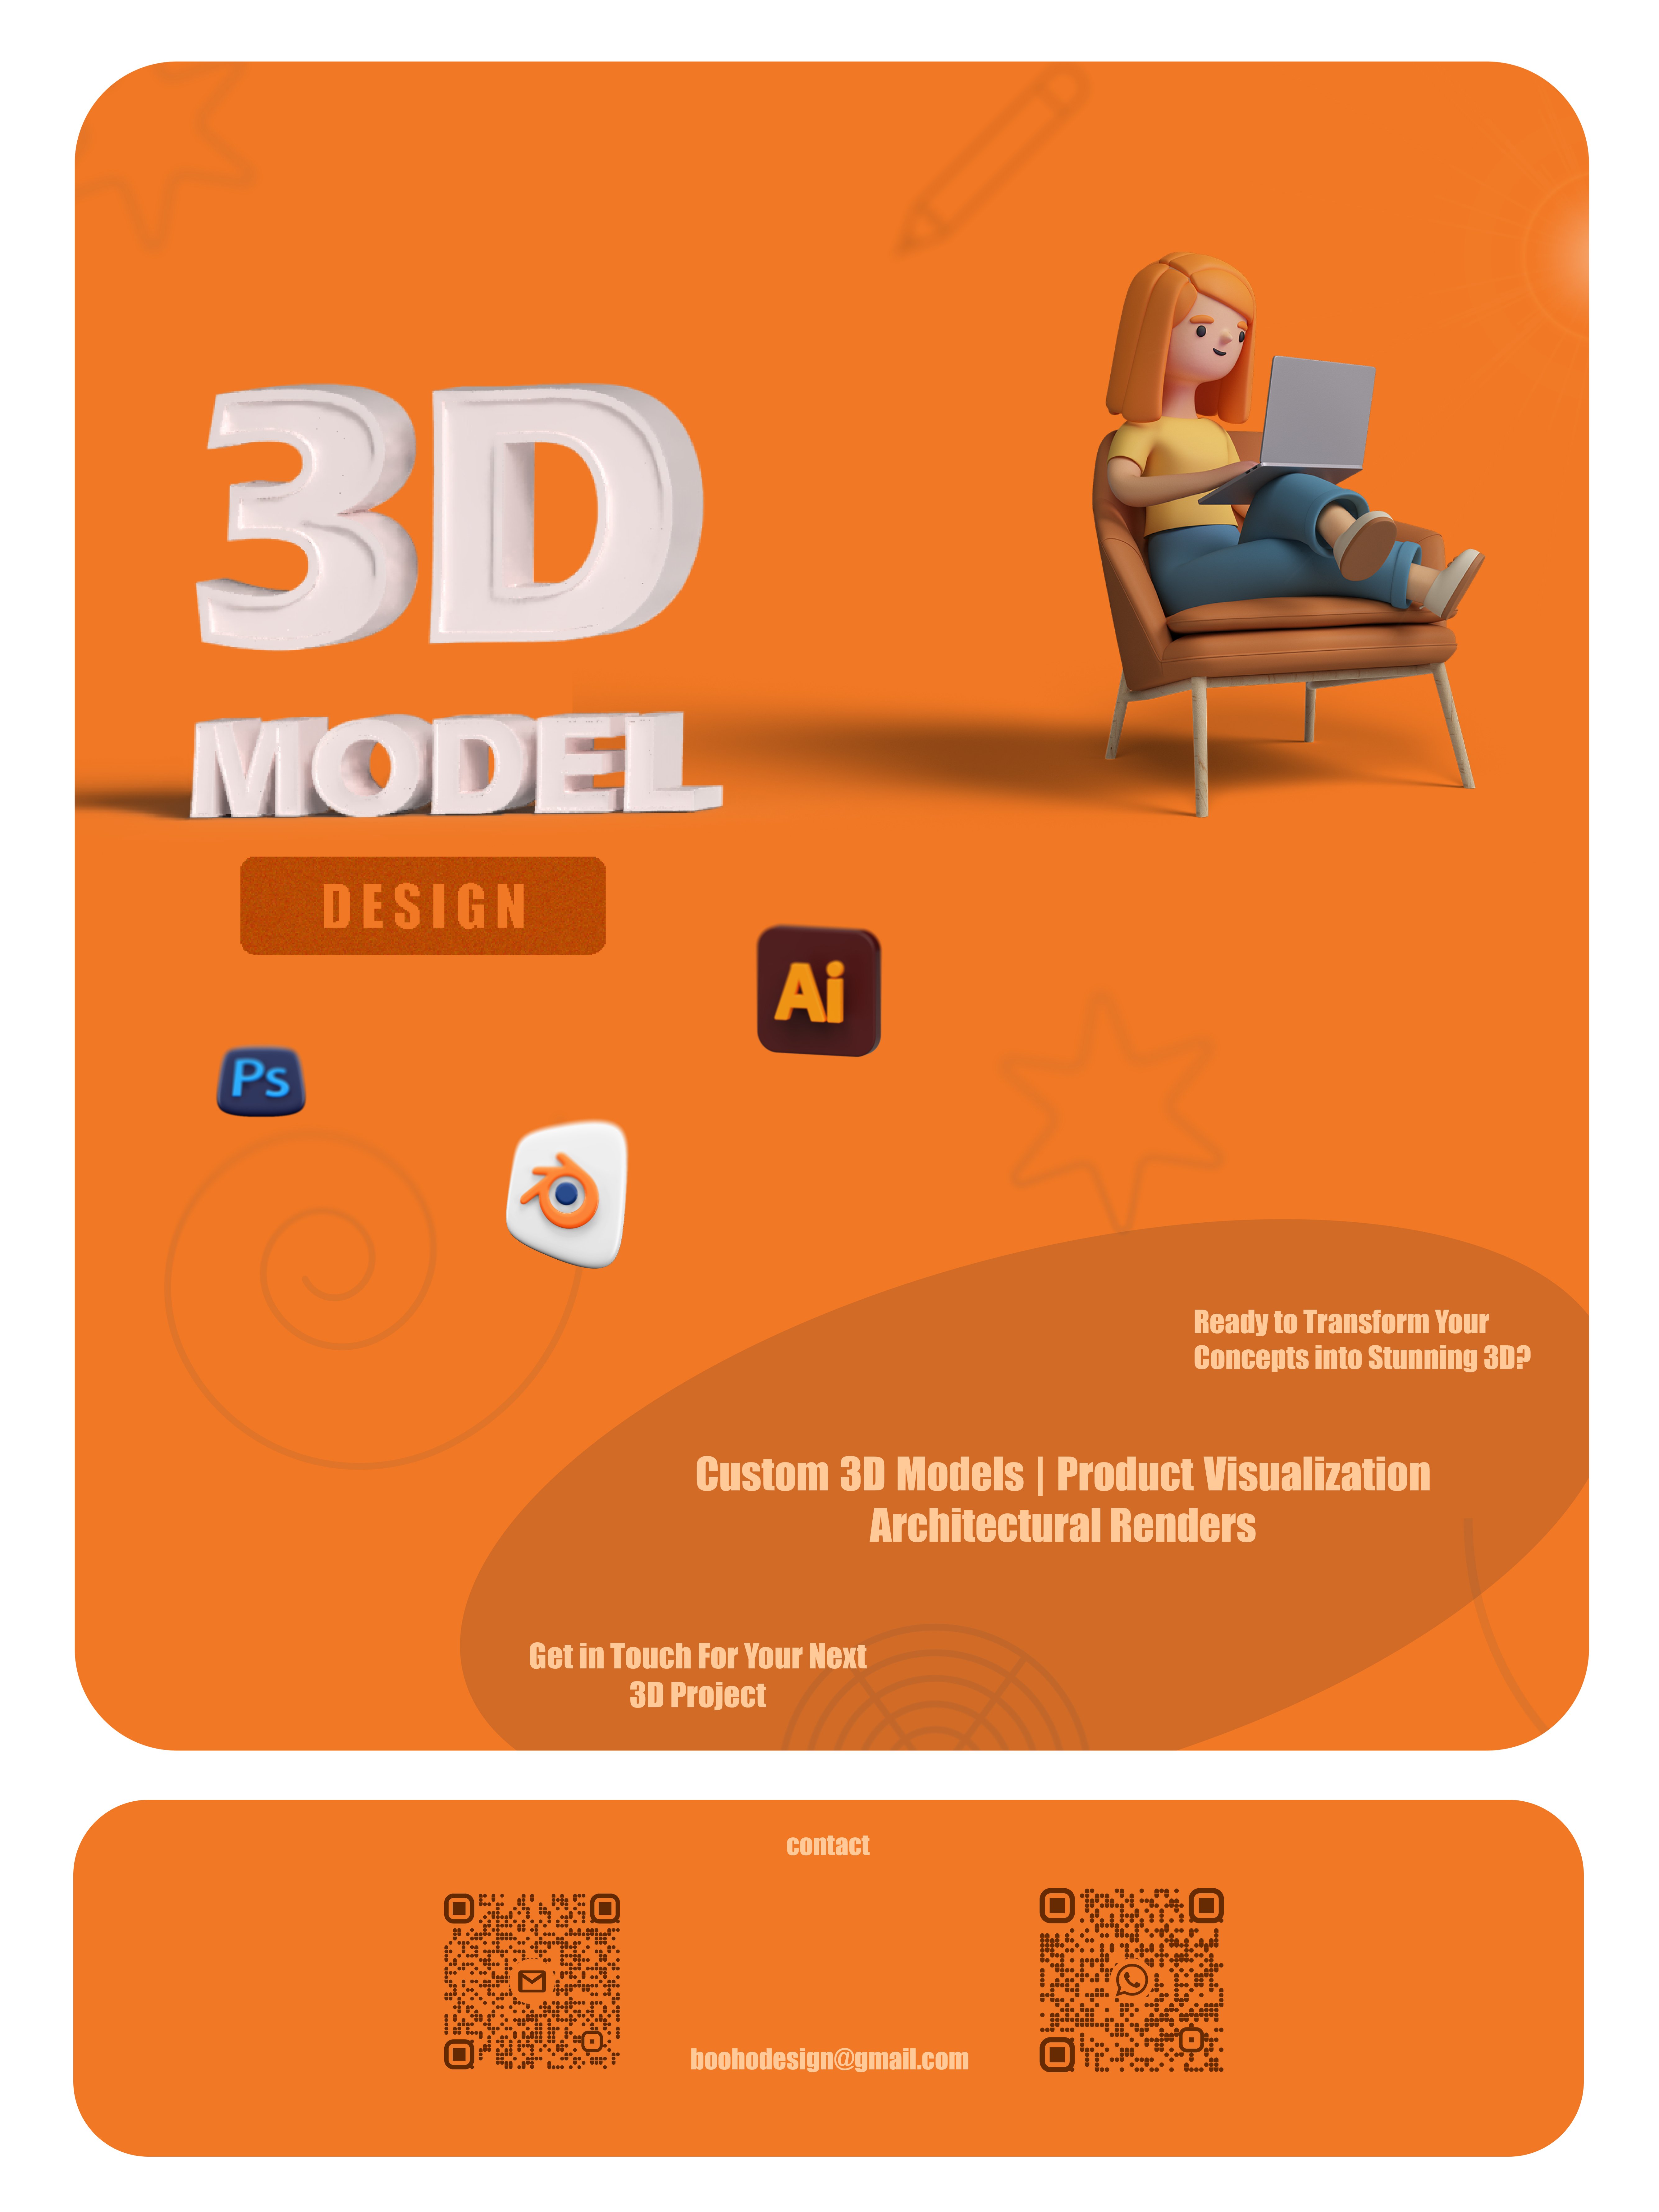 3D
MODEL
DESIGN
Ai
Ps
Ready to Transform Your
Concepts into Stunning 3D?
Custom 3D Models | Product Visualization
Architectural Renders
Get in Touch For Your Next
3D Project
contact
boohodesign@gmail.com